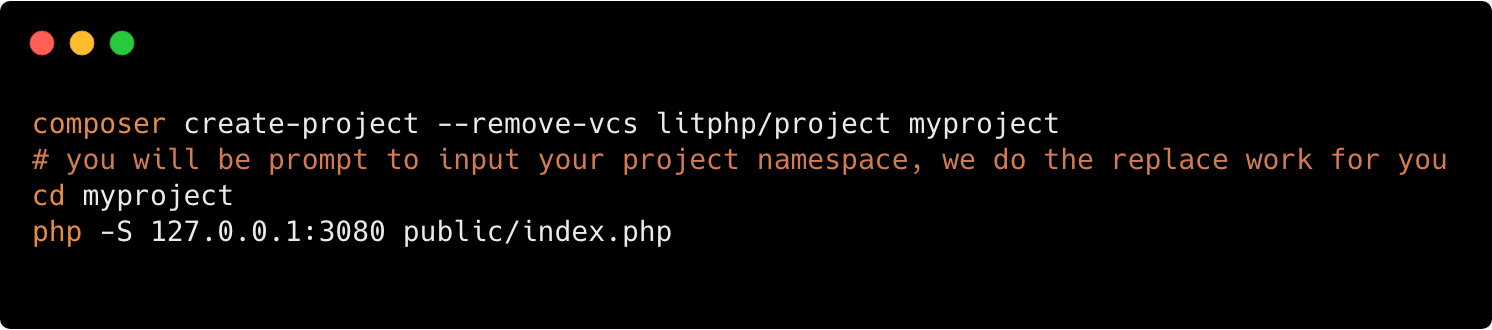 composer create-project --remove-vcs litphp/project myproject
# you will be prompt to input your project namespace, we do the replace work for you
cd myproject
php -S 127.0.0.1:3080 public/index.php